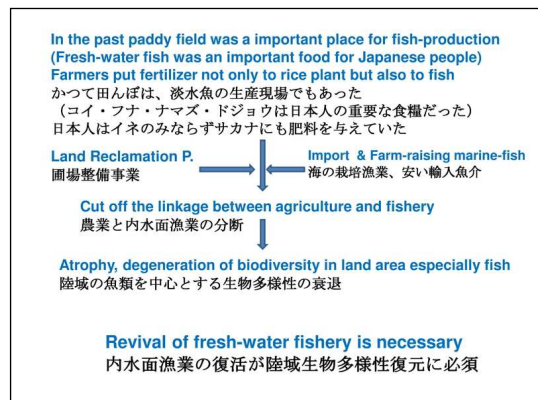 In the past paddy field was a important place for fish-production
(Fresh-water fish was an important food for Japanese people)
Farmers put fertilizer not only to rice plant but also to fish
かつて田んぼは、淡水魚の生産現場でもあった
（コイ・フナ・ナマズ・ドジョウは日本人の重要な食糧だった）
日本人はイネのみならずサカナにも肥料を与えていた
Land Reclamation P.
圃場整備事業
Import & Farm-raising marine-fish
海の栽培漁業、安い輸入魚介
Cut off the linkage between agriculture and fishery
農業と内水面漁業の分断
Atrophy, degeneration of biodiversity in land area especially fish
陸域の魚類を中心とする生物多様性の衰退
Revival of fresh-water fishery is necessary
内水面漁業の復活が陸域生物多様性復元に必須